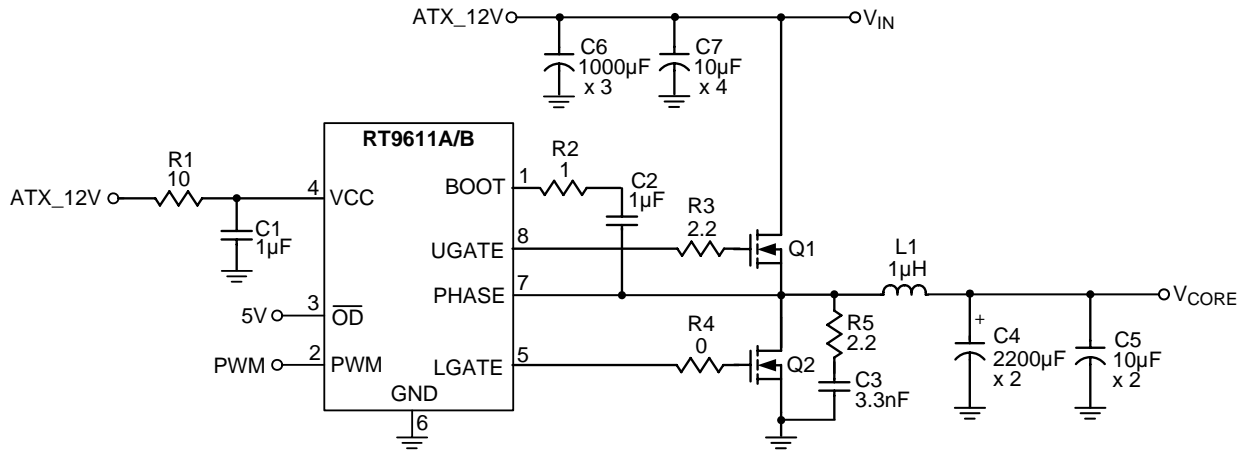 ATX_12V
V_IN
C6
1000µF
x 3
C7
10µF
x 4
RT9611A/B
ATX_12V
R1
10
C1
1µF
4
VCC
5V
3
OD
PWM
2
PWM
GND
6
BOOT
1
R2
1
C2
1µF
UGATE
8
R3
2.2
Q1
PHASE
7
L1
1µH
V_CORE
LGATE
5
R4
0
Q2
R5
2.2
C3
3.3nF
+
C4
2200µF
x 2
C5
10µF
x 2